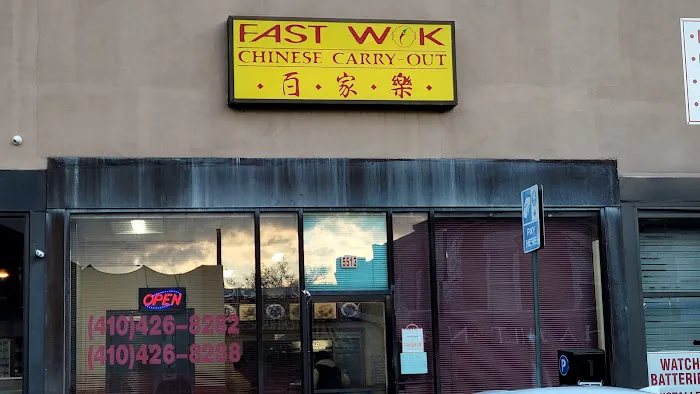 FAST WOK
CHINESE CARRY-OUT
百·家·樂
5513
PAY
HERE
OPEN
(410)426-8282
(410)426-8288
P
WATCH
BATTERIE